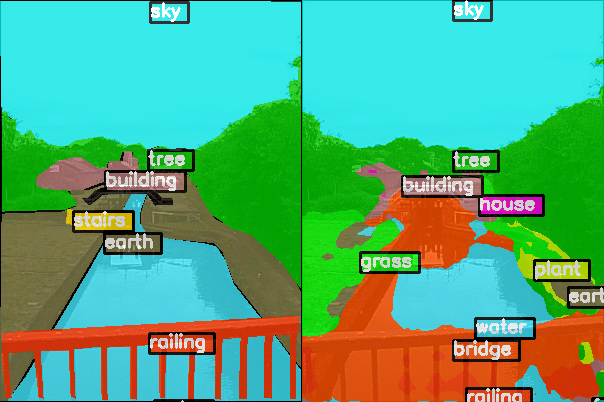 sky
tree
building
stairs
earth
railing
sky
tree
building
house
grass
plant
eart
water
bridge
railing